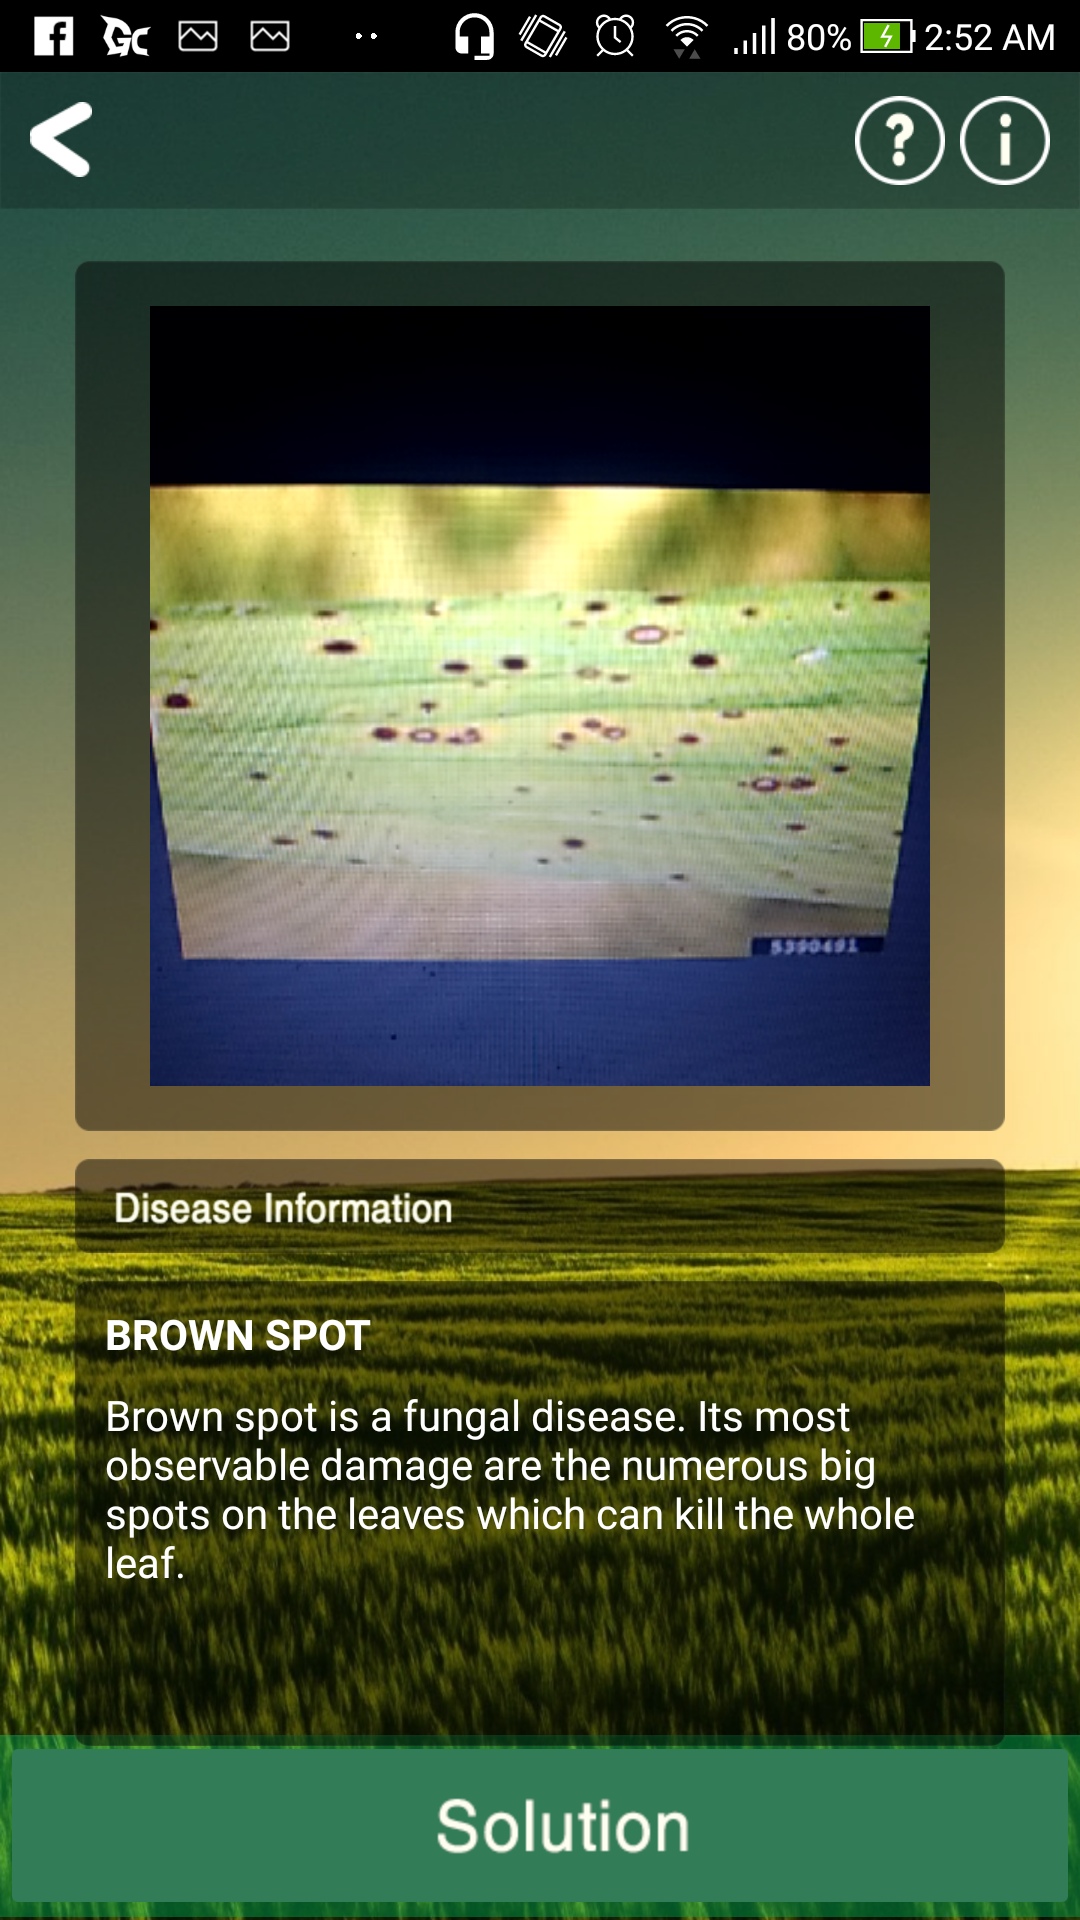 80% 2:52 AM
? i
5390491
Disease Information
BROWN SPOT
Brown spot is a fungal disease. Its most
observable damage are the numerous big
spots on the leaves which can kill the whole
leaf.
Solution